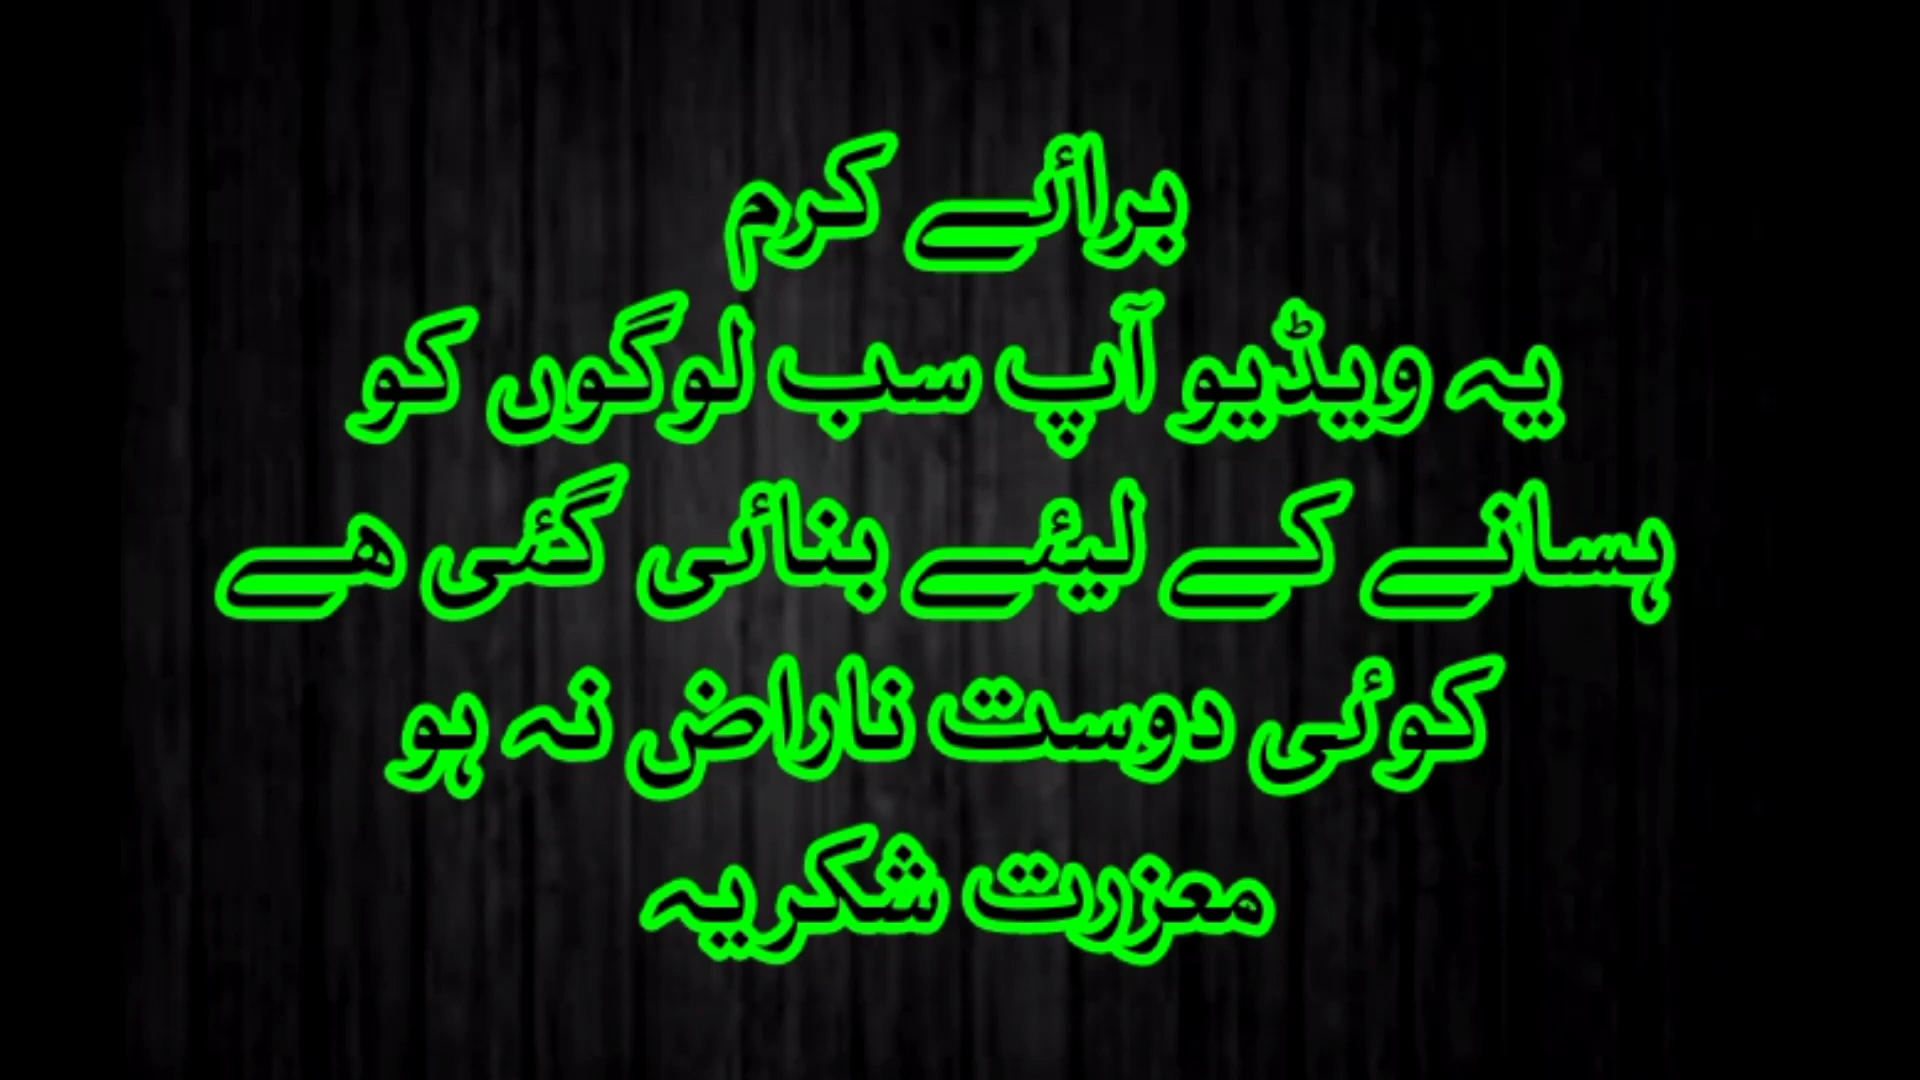 برائے کرم
یہ ویڈیو آپ سب لوگوں کو
ہسانے کے لیئے بنائی گئی ھے
کوئی دوست ناراض نہ ہو
معزرت شکریہ